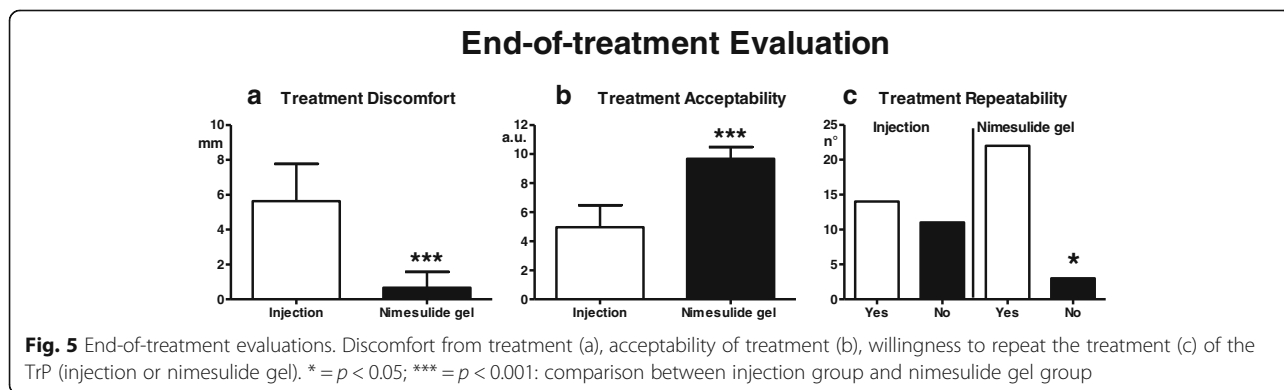 End-of-treatment Evaluation
a Treatment Discomfort
10
mm
8
6
4
2
0
***
Injection Nimesulide gel
b Treatment Acceptability
12
a.u.
10
8
6
4
2
0
***
Injection Nimesulide gel
c Treatment Repeatability
25
n°
20
15
10
5
0
Injection Nimesulide gel
*
Yes No Yes No
Fig. 5 End-of-treatment evaluations. Discomfort from treatment (a), acceptability of treatment (b), willingness to repeat the treatment (c) of the
TrP (injection or nimesulide gel). * = p < 0.05; *** = p < 0.001: comparison between injection group and nimesulide gel group